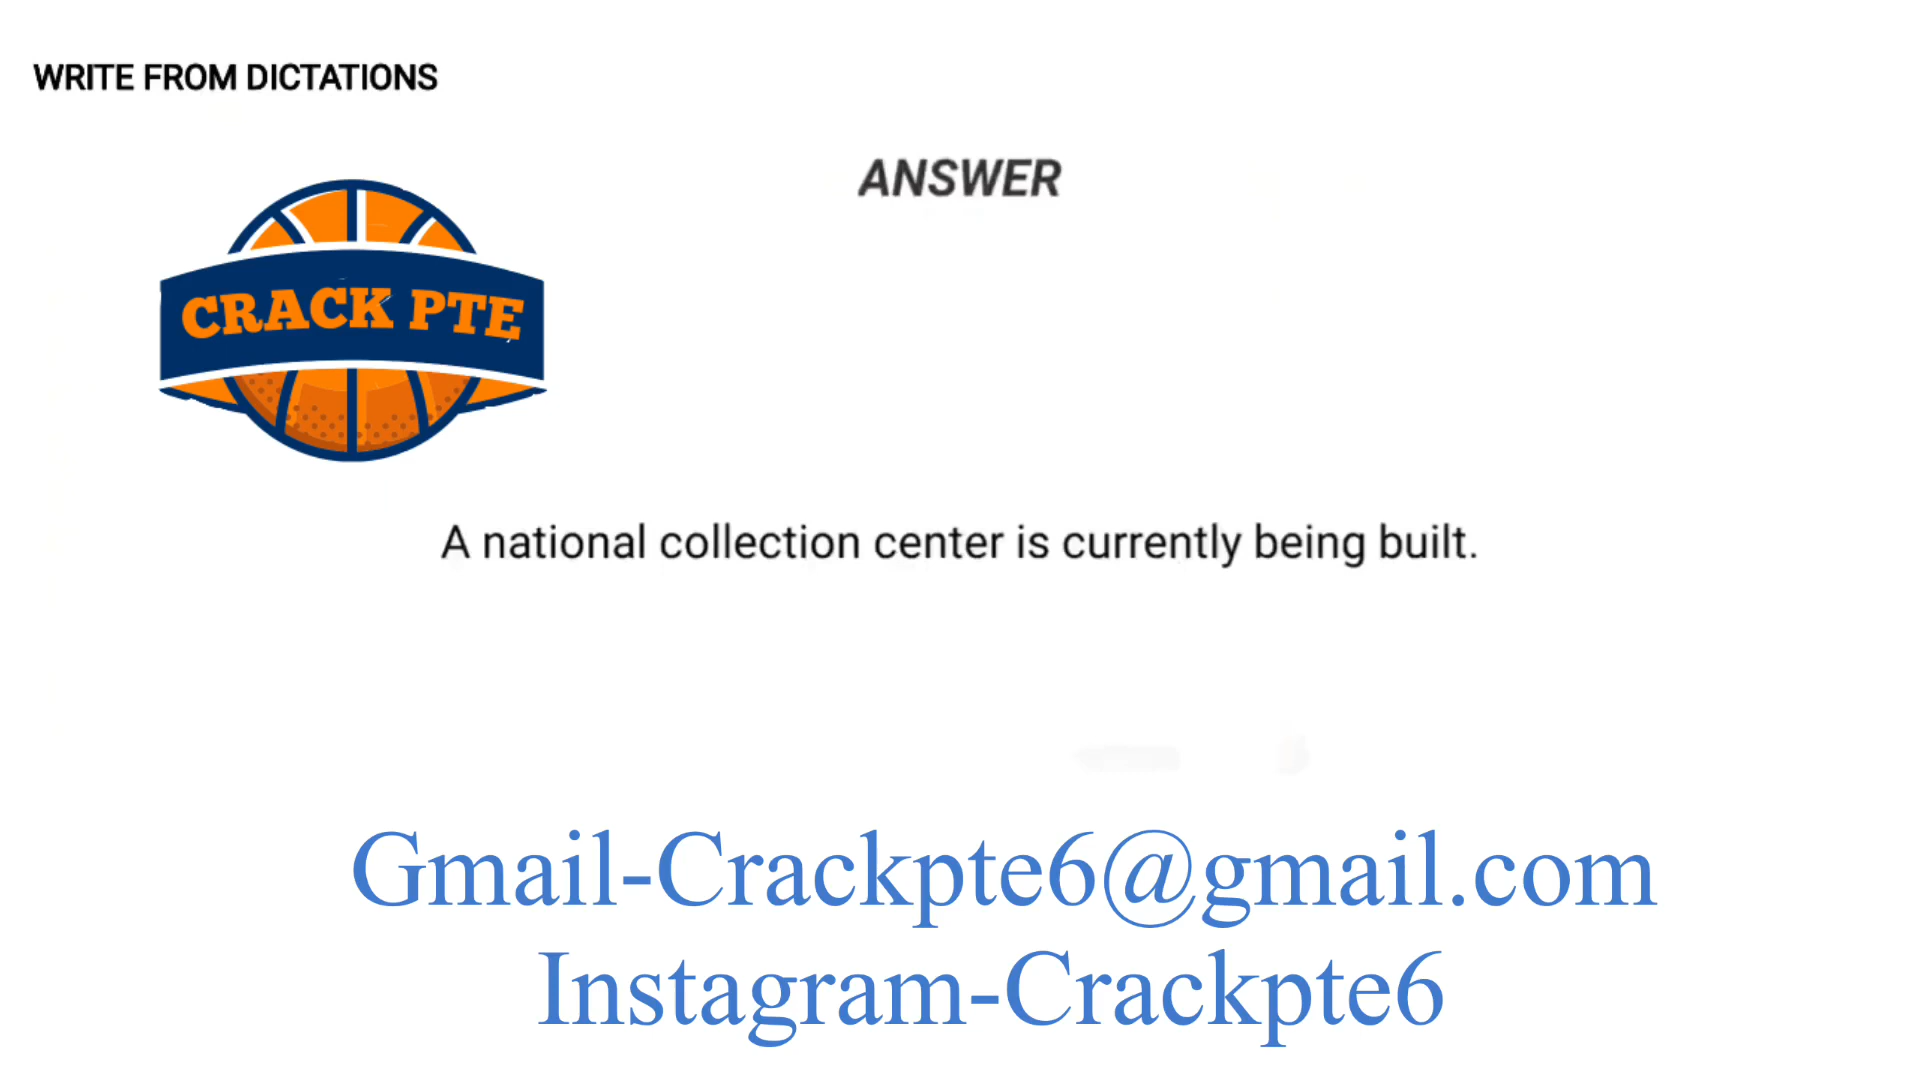 WRITE FROM DICTATIONS
ANSWER
CRACK PTE
A national collection center is currently being built.
Gmail-Crackpte6@gmail.com
Instagram-Crackpte6